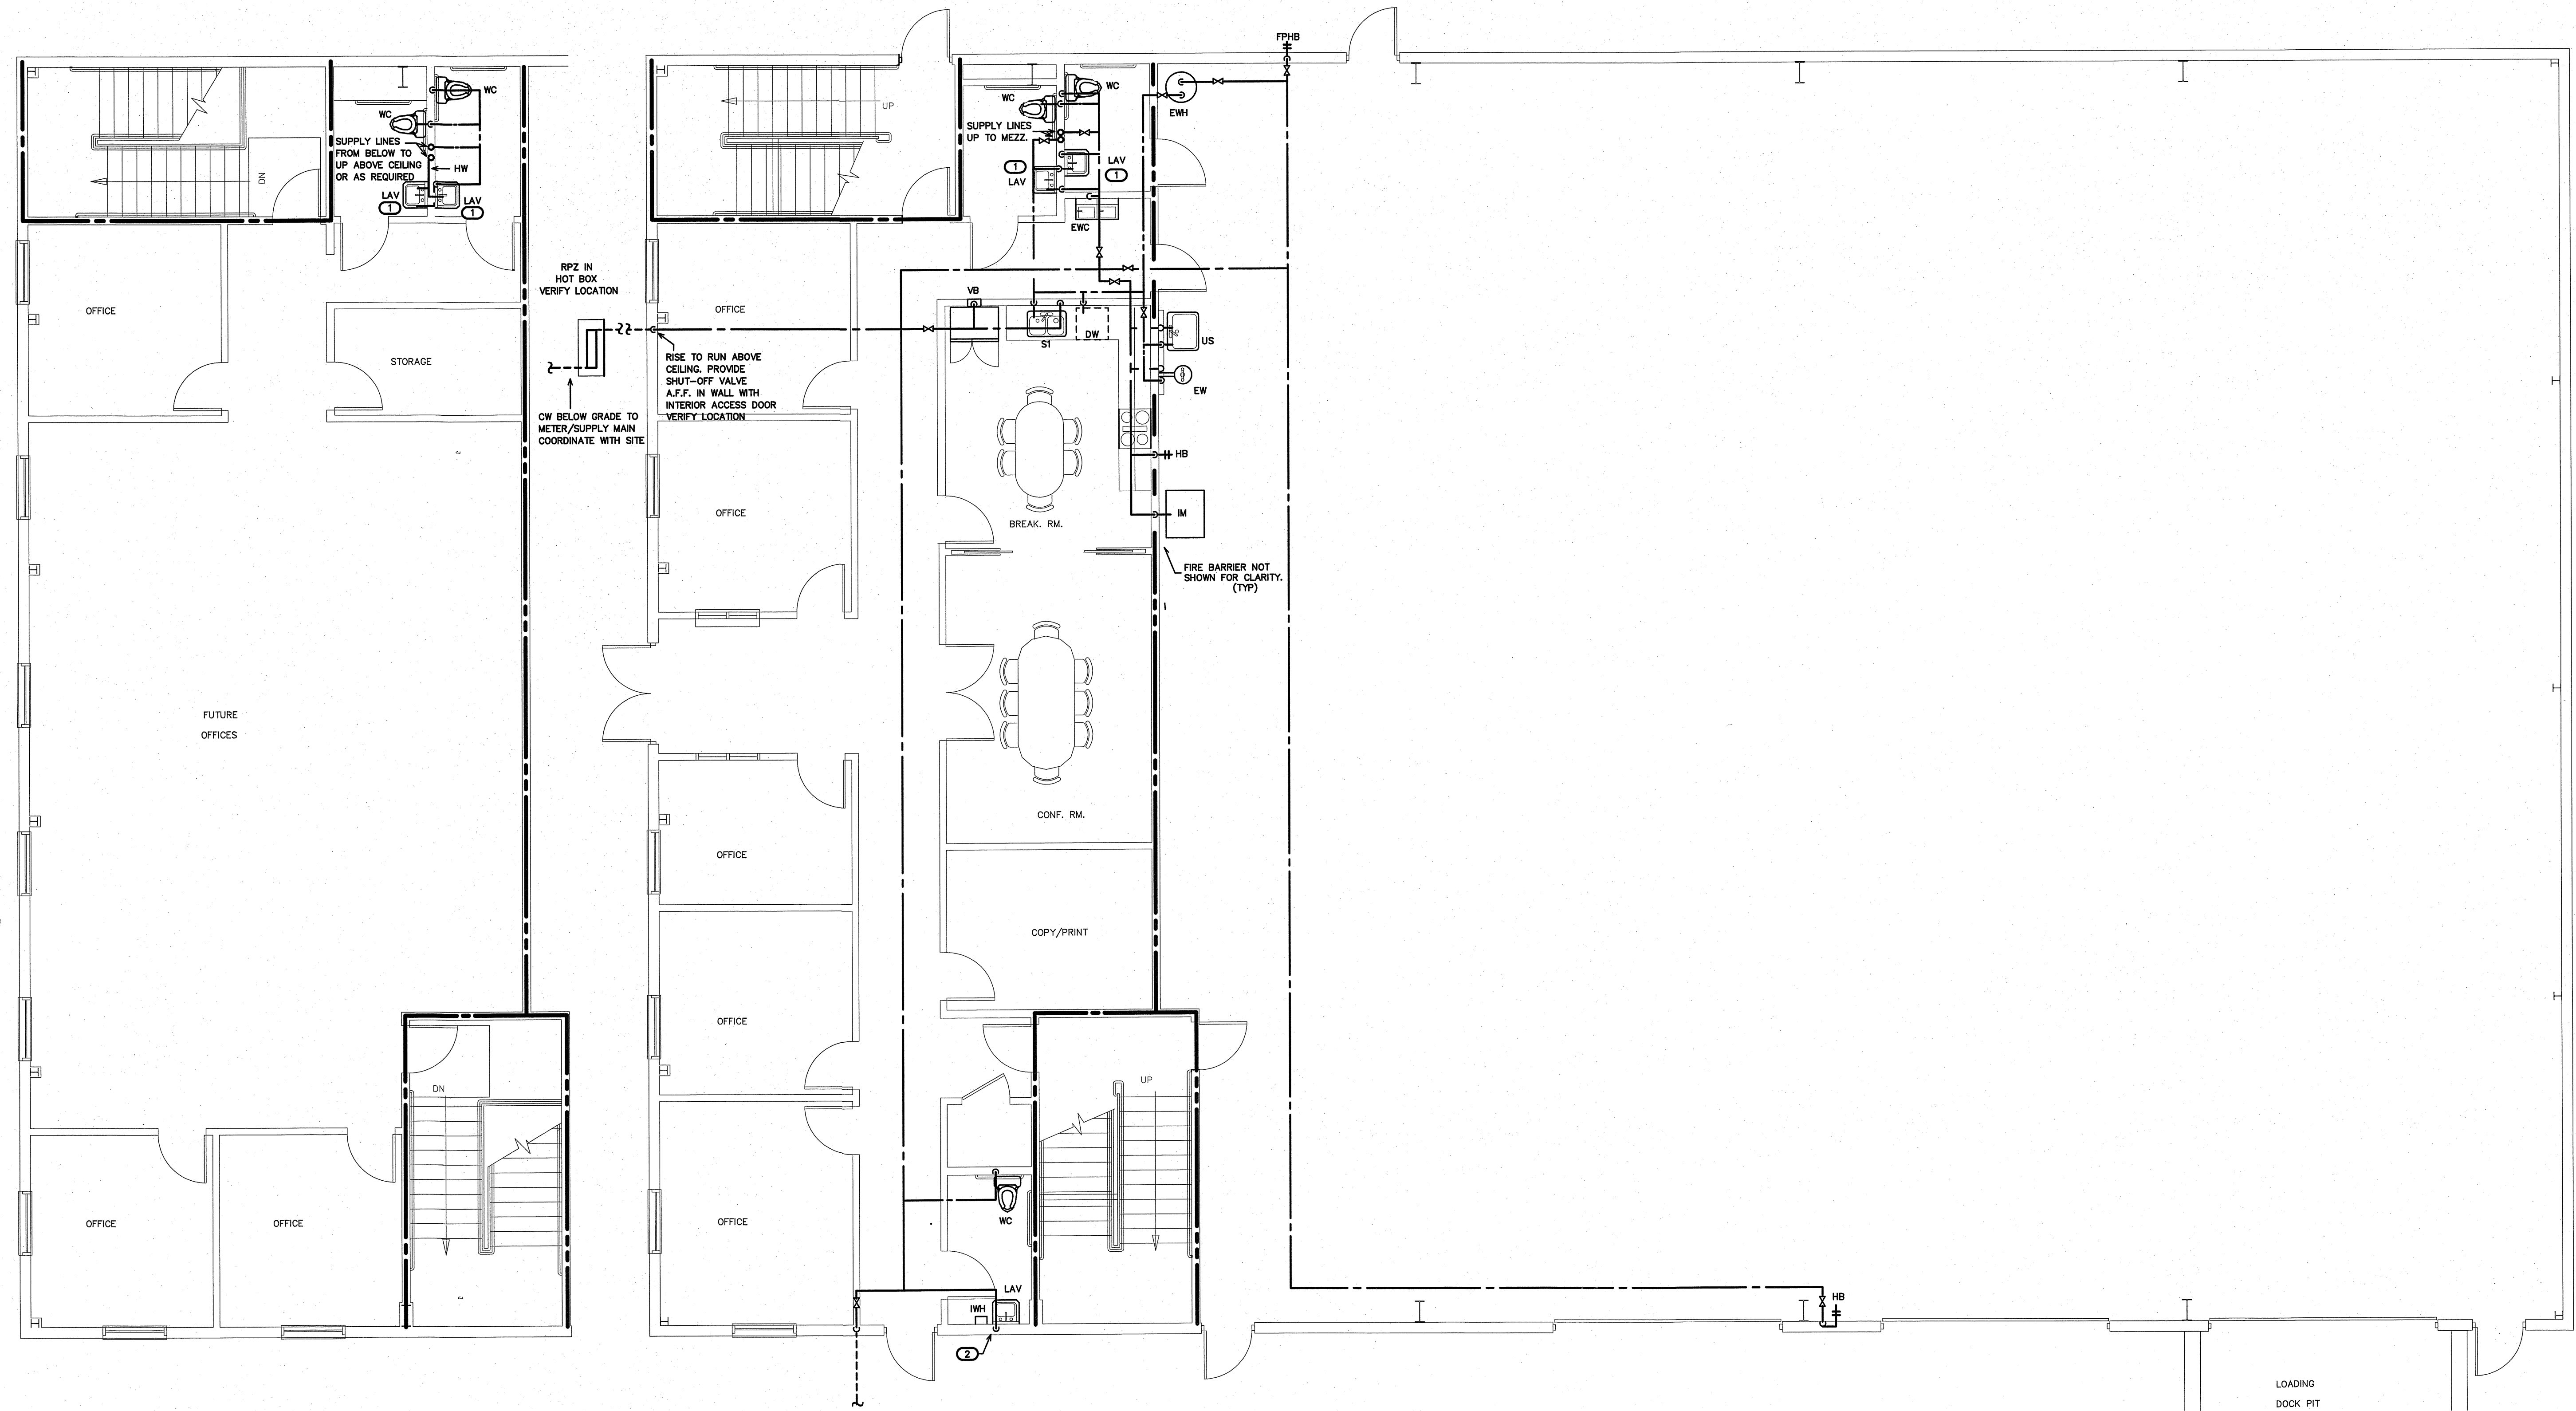 WC
WC
SUPPLY LINES
FROM BELOW TO
UP ABOVE CEILING
OR AS REQUIRED
HW
LAV
1
LAV
1
DN
OFFICE
STORAGE
FUTURE
OFFICES
DN
OFFICE
OFFICE
RPZ IN
HOT BOX
VERIFY LOCATION
CW BELOW GRADE TO
METER/SUPPLY MAIN
COORDINATE WITH SITE
RISE TO RUN ABOVE
CEILING. PROVIDE
SHUT-OFF VALVE
A.F.F. IN WALL WITH
INTERIOR ACCESS DOOR
VERIFY LOCATION
UP
OFFICE
OFFICE
OFFICE
OFFICE
OFFICE
WC
WC
SUPPLY LINES
UP TO MEZZ.
1
LAV
LAV
1
EWC
EWH
FPHB
VB
S1
DW
US
EW
HB
IM
BREAK. RM.
FIRE BARRIER NOT
SHOWN FOR CLARITY.
(TYP)
CONF. RM.
COPY/PRINT
UP
WC
LAV
IWH
2
HB
LOADING
DOCK PIT